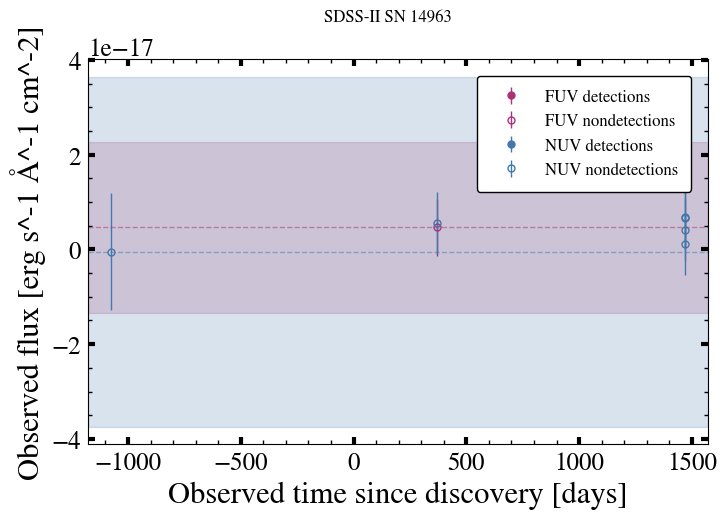 SDSS-II SN 14963
1e−17
FUV detections
FUV nondetections
NUV detections
NUV nondetections
4
2
0
−2
−4
Observed flux [erg s^-1 Å^-1 cm^-2]
−1000 −500 0 500 1000 1500
Observed time since discovery [days]